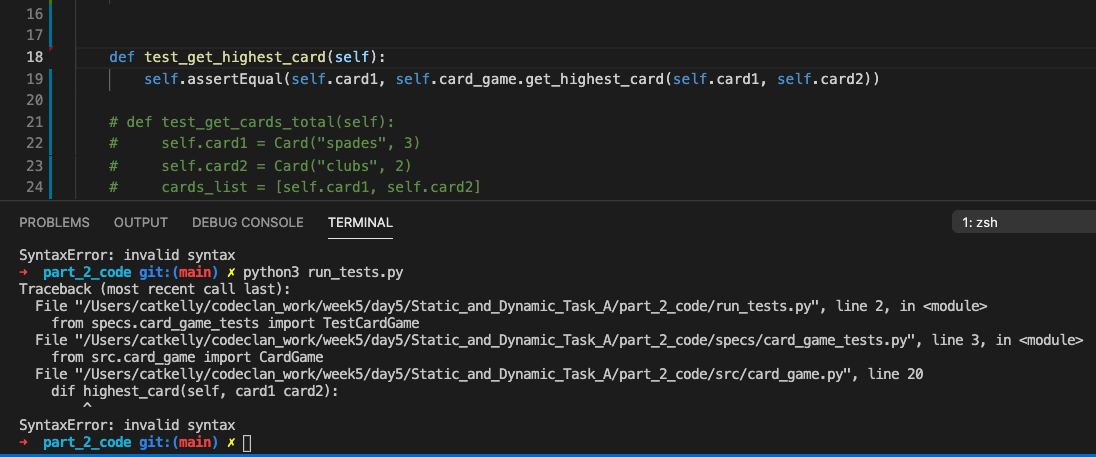 16
17
18 def test_get_highest_card(self):
19 self.assertEqual(self.card1, self.card_game.get_highest_card(self.card1, self.card2))
20
21 # def test_get_cards_total(self):
22 # self.card1 = Card("spades", 3)
23 # self.card2 = Card("clubs", 2)
24 # cards_list = [self.card1, self.card2]
PROBLEMS OUTPUT DEBUG CONSOLE TERMINAL 1: zsh
SyntaxError: invalid syntax
→ part_2_code git:(main) ✗ python3 run_tests.py
Traceback (most recent call last):
File "/Users/catkelly/codeclan_work/week5/day5/Static_and_Dynamic_Task_A/part_2_code/run_tests.py", line 2, in <module>
from specs.card_game_tests import TestCardGame
File "/Users/catkelly/codeclan_work/week5/day5/Static_and_Dynamic_Task_A/part_2_code/specs/card_game_tests.py", line 3, in <module>
from src.card_game import CardGame
File "/Users/catkelly/codeclan_work/week5/day5/Static_and_Dynamic_Task_A/part_2_code/src/card_game.py", line 20
dif highest_card(self, card1 card2):
^
SyntaxError: invalid syntax
→ part_2_code git:(main) ✗